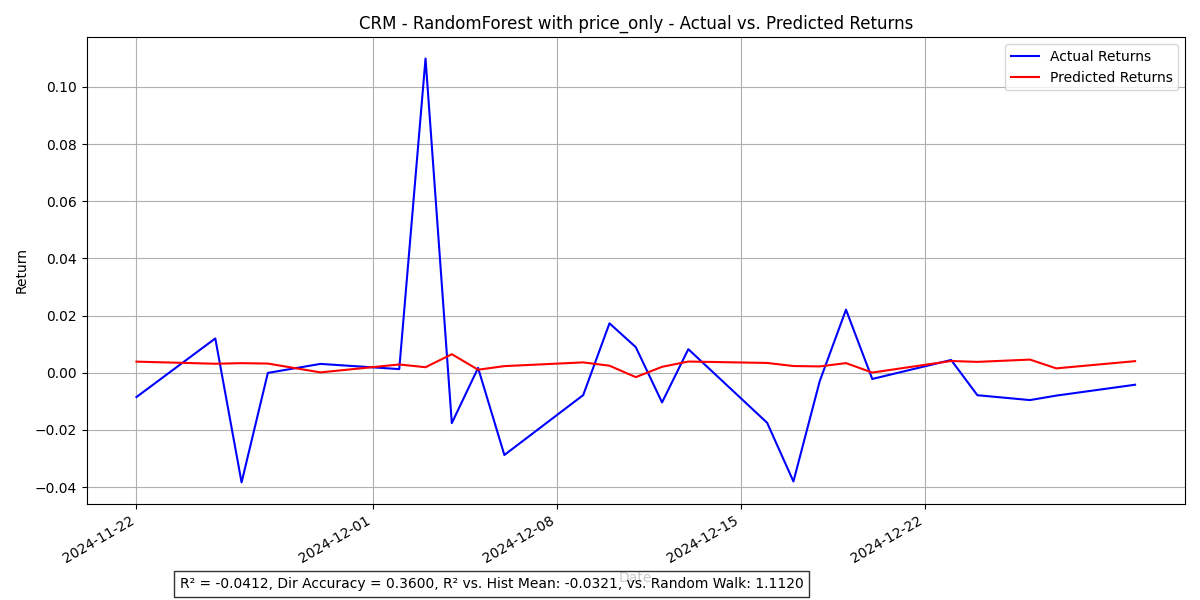 CRM - RandomForest with price_only - Actual vs. Predicted Returns
Actual Returns
Predicted Returns
Return
0.10
0.08
0.06
0.04
0.02
0.00
−0.02
−0.04
2024-11-22
2024-12-01
2024-12-08
2024-12-15
2024-12-22
Date
R² = -0.0412, Dir Accuracy = 0.3600, R² vs. Hist Mean: -0.0321, vs. Random Walk: 1.1120